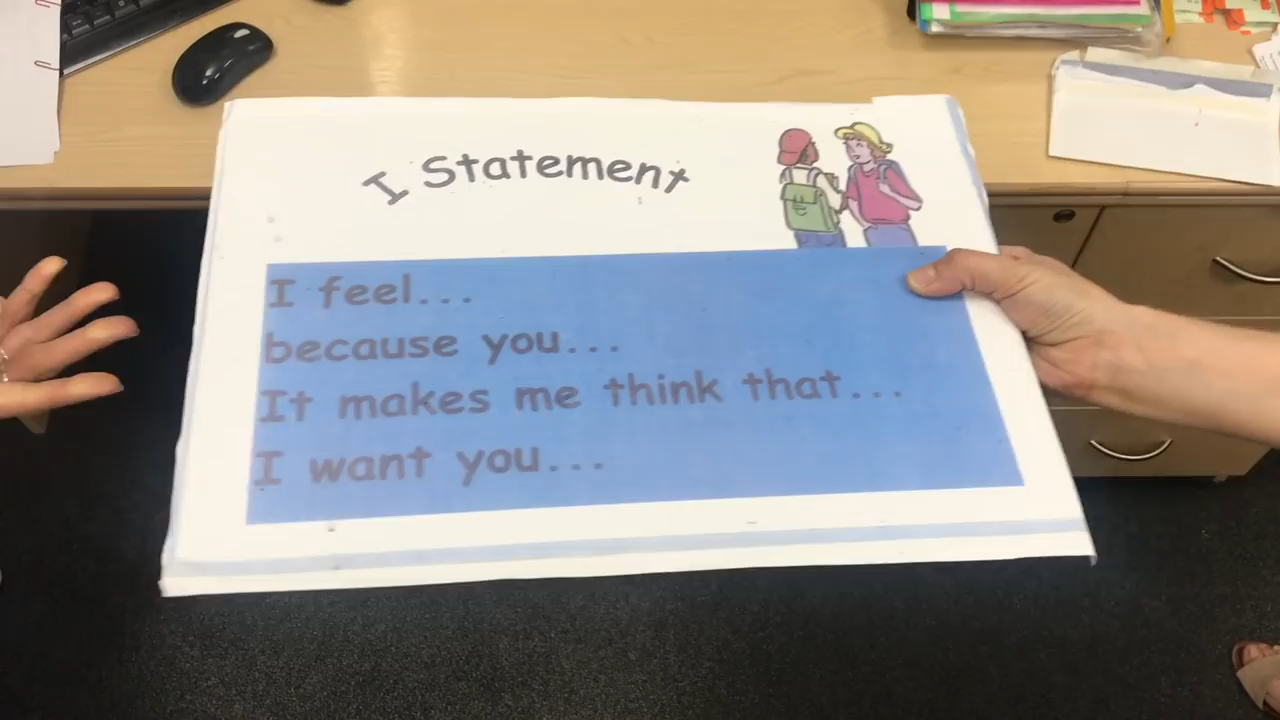 I Statement
I feel...
because you...
It makes me think that...
I want you...